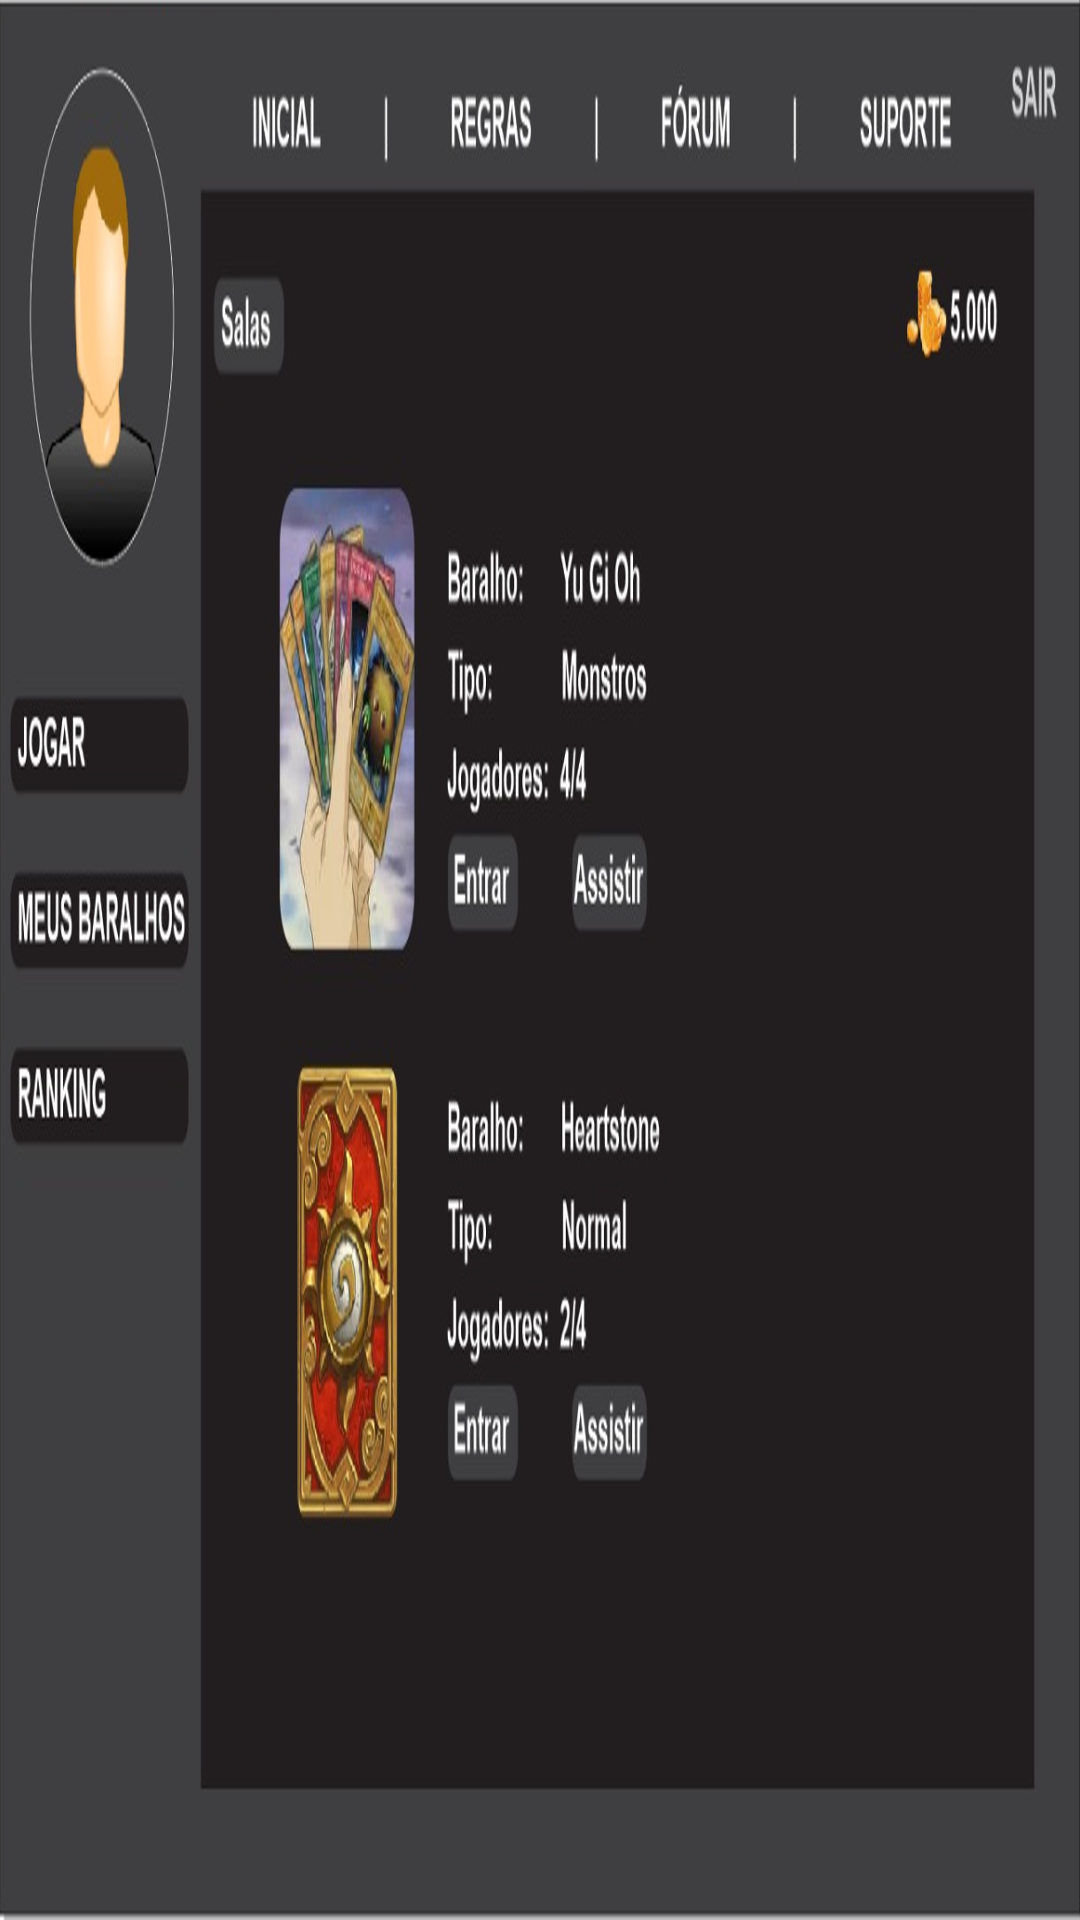 SAIR
INICIAL | REGRAS | FÓRUM | SUPORTE
Salas
5.000
Baralho: Yu Gi Oh
Tipo: Monstros
Jogadores: 4/4
Entrar Assistir
JOGAR
MEUS BARALHOS
RANKING
Baralho: Heartstone
Tipo: Normal
Jogadores: 2/4
Entrar Assistir